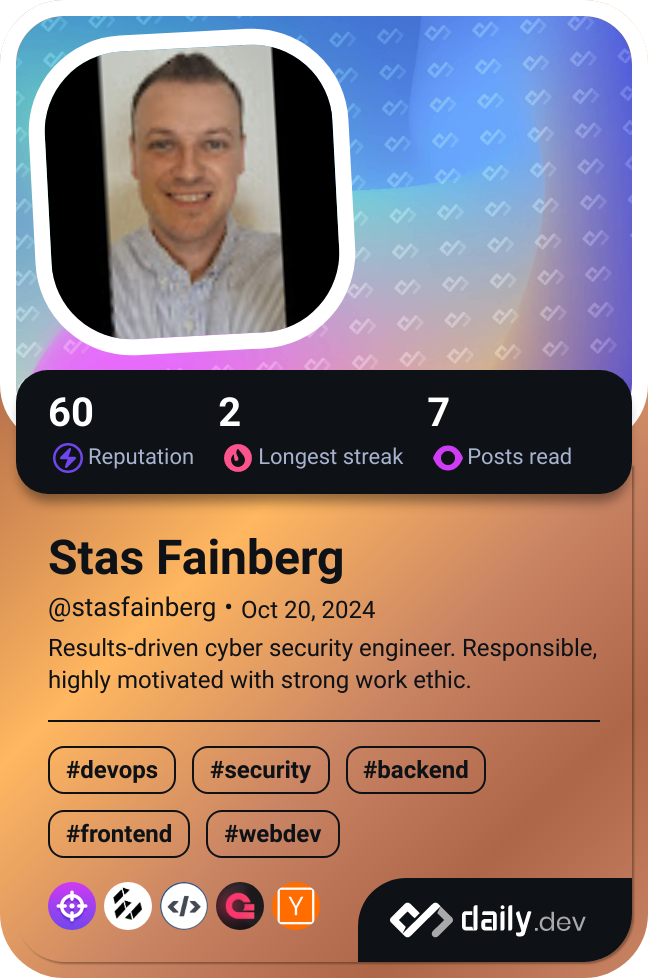 60 2 7
Reputation Longest streak Posts read
Stas Fainberg
@stasfainberg • Oct 20, 2024
Results-driven cyber security engineer. Responsible,
highly motivated with strong work ethic.
#devops #security #backend
#frontend #webdev
</> Y
daily.dev